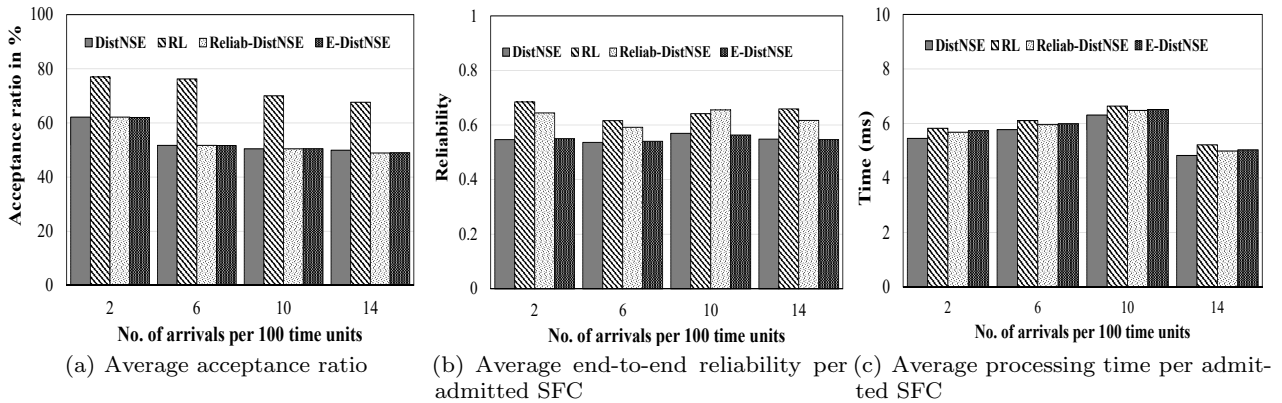 Acceptance ratio in %
100
80
60
40
20
0
DistNSE
RL
Reliab-DistNSE
E-DistNSE
2
6
10
14
No. of arrivals per 100 time units
(a) Average acceptance ratio
Reliability
1
0.8
0.6
0.4
0.2
0
DistNSE
RL
Reliab-DistNSE
E-DistNSE
2
6
10
14
No. of arrivals per 100 time units
(b) Average end-to-end reliability per
admitted SFC
Time (ms)
10
8
6
4
2
0
DistNSE
RL
Reliab-DistNSE
E-DistNSE
2
6
10
14
No. of arrivals per 100 time units
(c) Average processing time per admit-
ted SFC